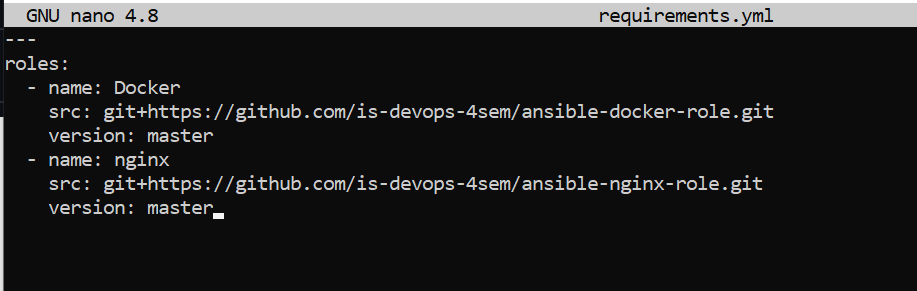 GNU nano 4.8 requirements.yml
---
roles:
  - name: Docker
    src: git+https://github.com/is-devops-4sem/ansible-docker-role.git
    version: master
  - name: nginx
    src: git+https://github.com/is-devops-4sem/ansible-nginx-role.git
    version: master